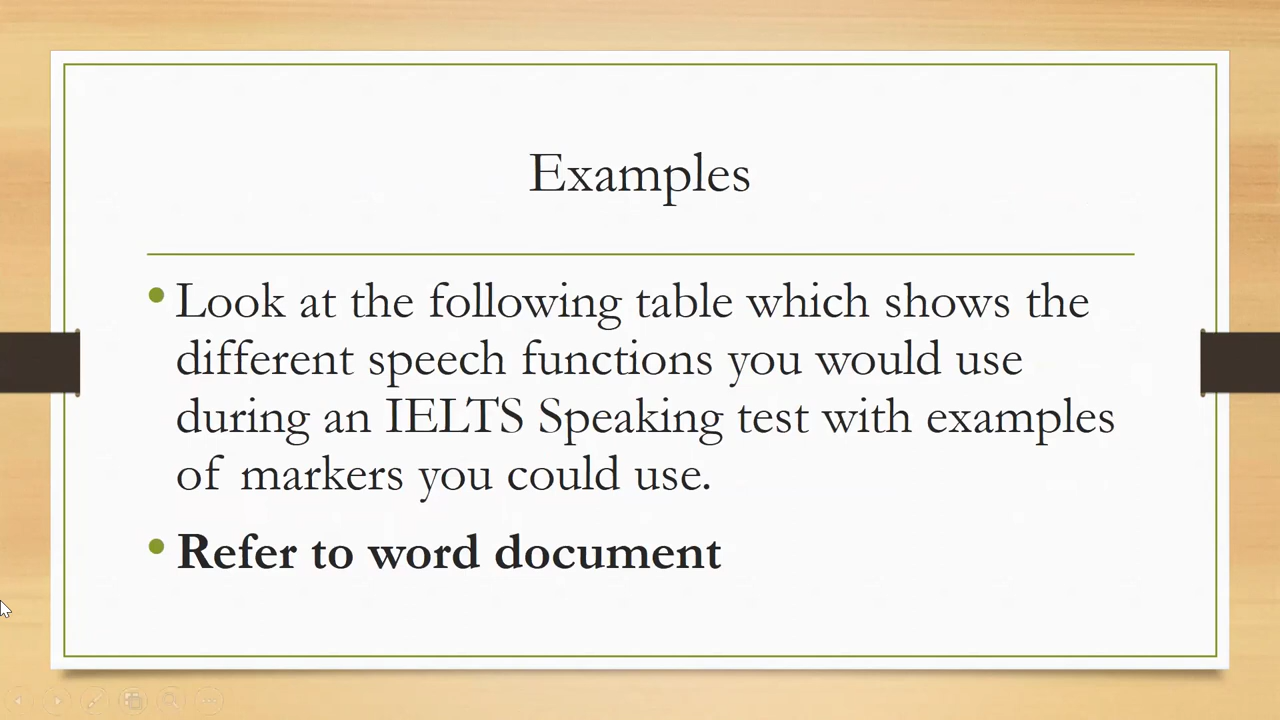 Examples
• Look at the following table which shows the
different speech functions you would use
during an IELTS Speaking test with examples
of markers you could use.
• Refer to word document